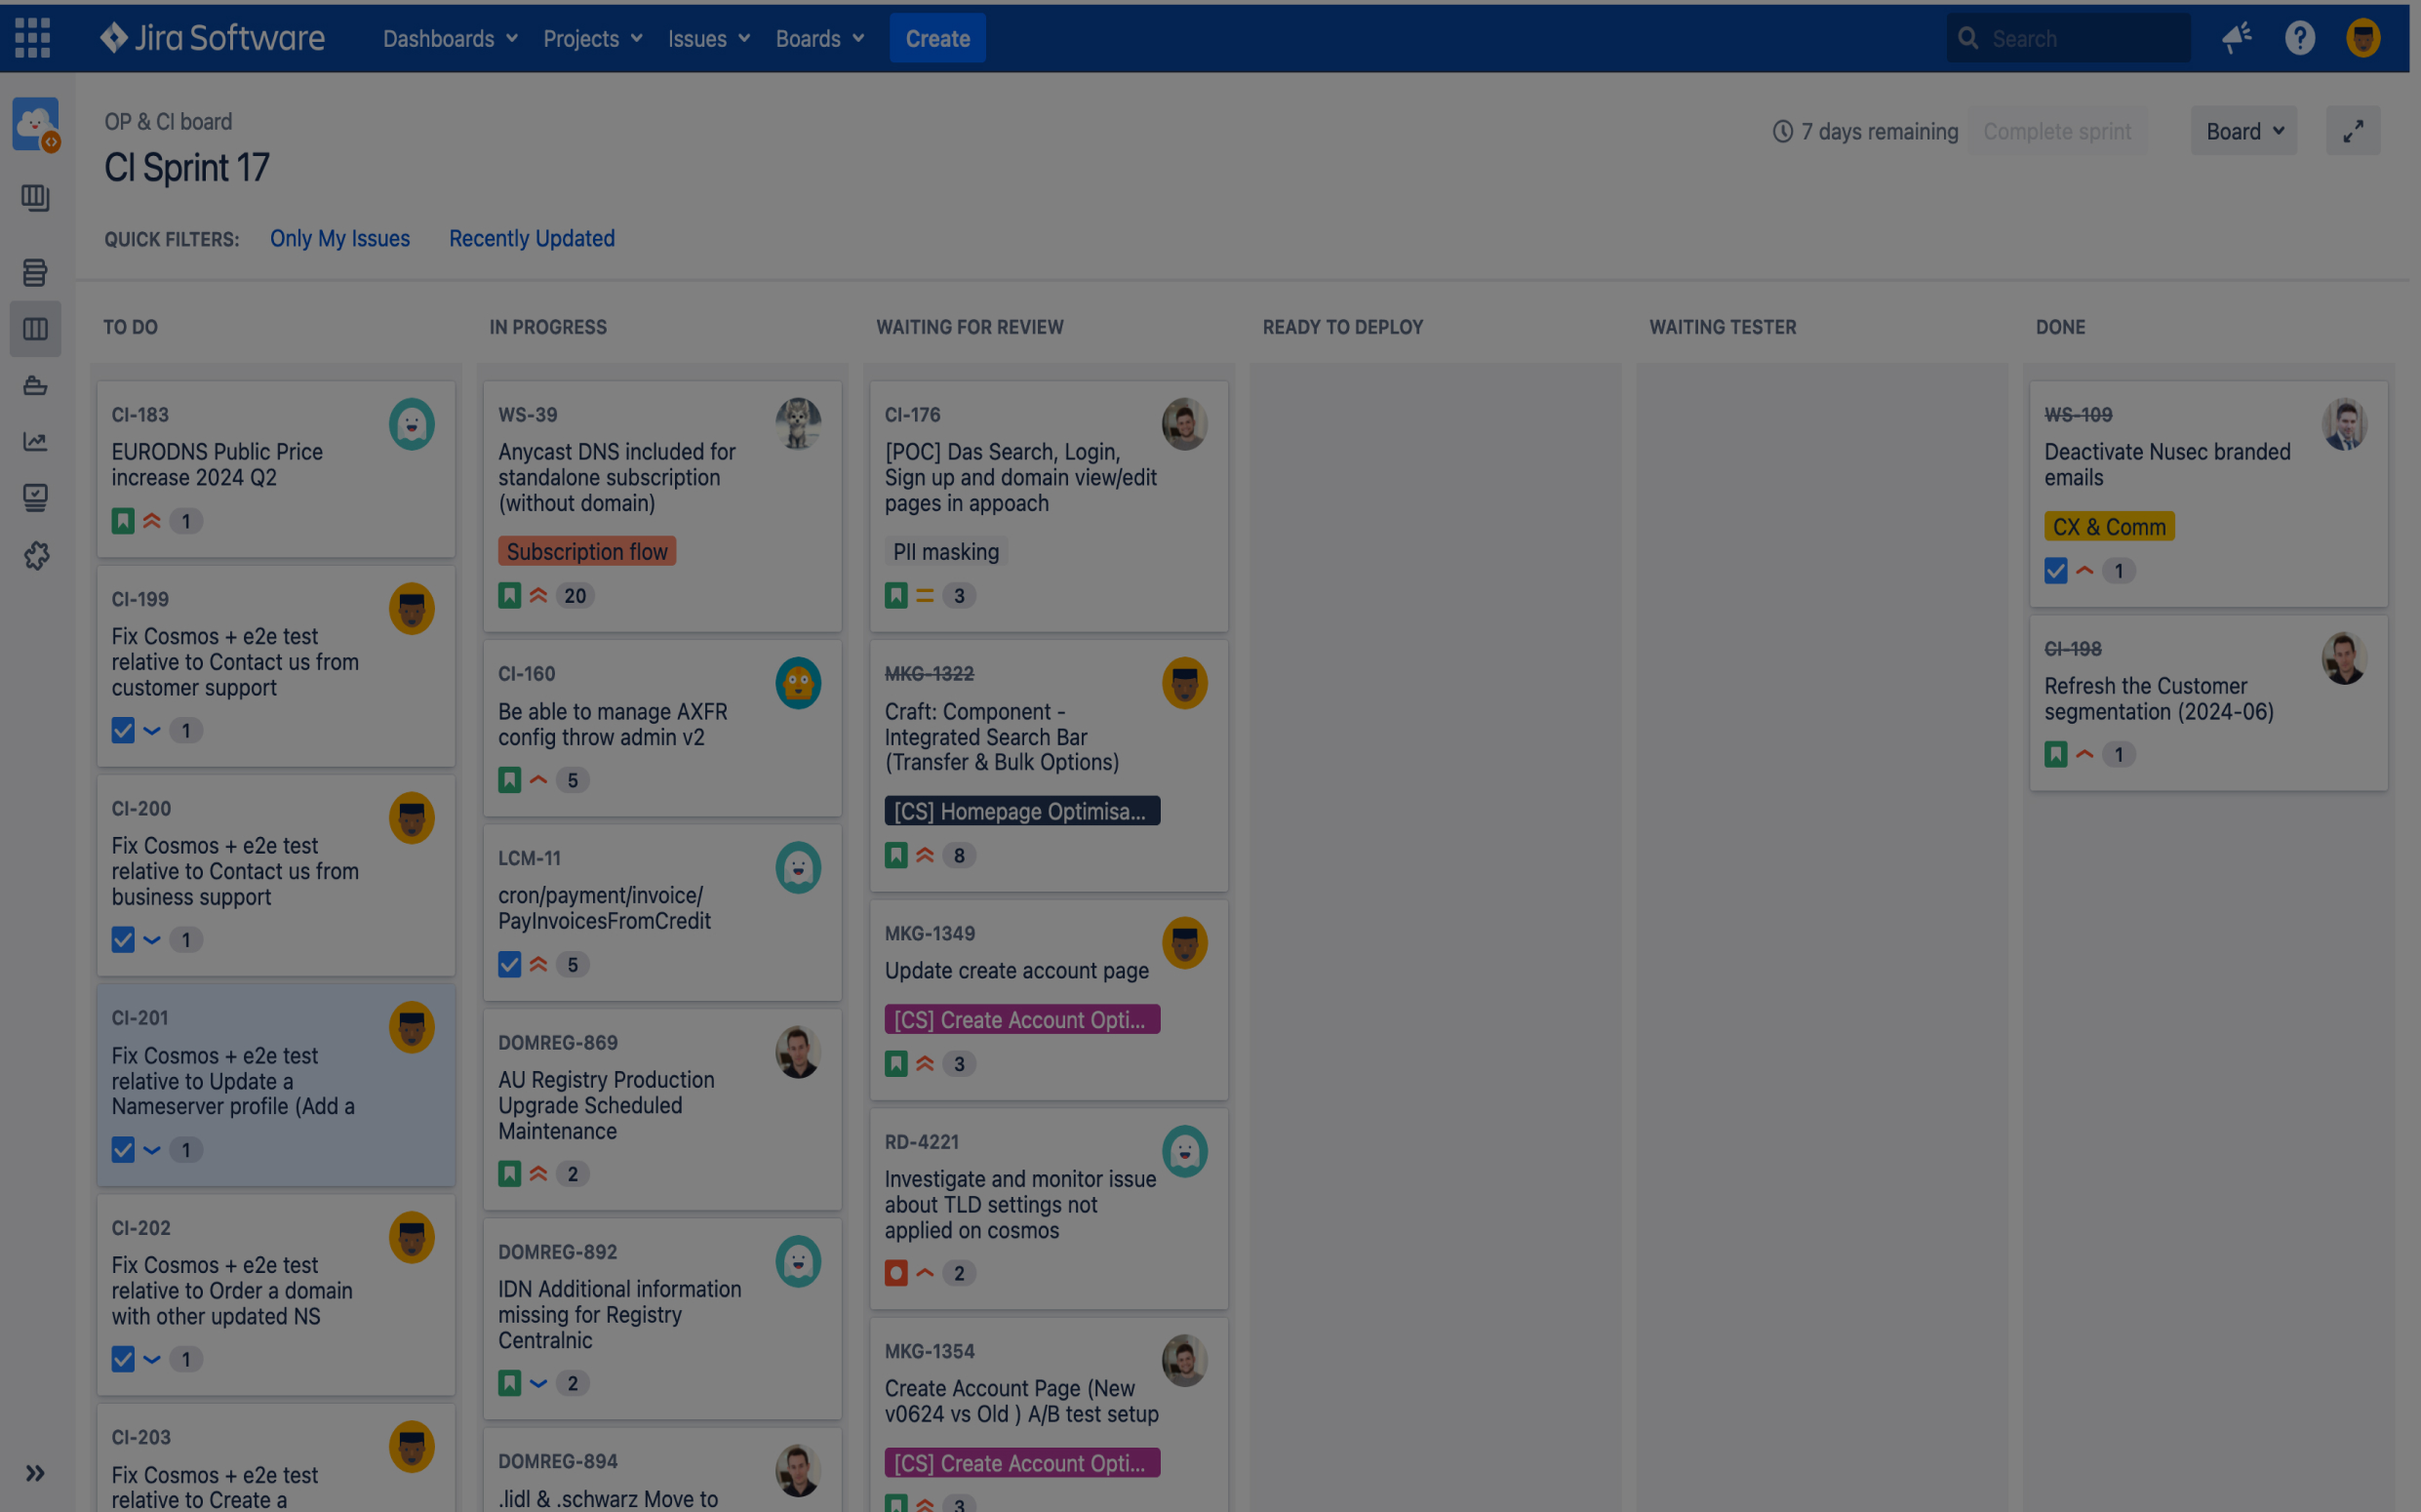 Jira Software
Dashboards
Projects
Issues
Boards
Create
Search
OP & CI board
CI Sprint 17
7 days remaining
Complete sprint
Board
QUICK FILTERS:
Only My Issues
Recently Updated
TO DO
IN PROGRESS
WAITING FOR REVIEW
READY TO DEPLOY
WAITING TESTER
DONE
CI-183
EURODNS Public Price
increase 2024 Q2
1
CI-199
Fix Cosmos + e2e test
relative to Contact us from
customer support
1
CI-200
Fix Cosmos + e2e test
relative to Contact us from
business support
1
CI-201
Fix Cosmos + e2e test
relative to Update a
Nameserver profile (Add a
1
CI-202
Fix Cosmos + e2e test
relative to Order a domain
with other updated NS
1
CI-203
Fix Cosmos + e2e test
relative to Create a
WS-39
Anycast DNS included for
standalone subscription
(without domain)
Subscription flow
20
CI-160
Be able to manage AXFR
config throw admin v2
5
LCM-11
cron/payment/invoice/
PayInvoicesFromCredit
5
DOMREG-869
AU Registry Production
Upgrade Scheduled
Maintenance
2
DOMREG-892
IDN Additional information
missing for Registry
Centralnic
2
DOMREG-894
.lidl & .schwarz Move to
CI-176
[POC] Das Search, Login,
Sign up and domain view/edit
pages in appoach
PII masking
3
MKG-1322
Craft: Component -
Integrated Search Bar
(Transfer & Bulk Options)
[CS] Homepage Optimisa...
8
MKG-1349
Update create account page
[CS] Create Account Opti...
3
RD-4221
Investigate and monitor issue
about TLD settings not
applied on cosmos
2
MKG-1354
Create Account Page (New
v0624 vs Old ) A/B test setup
[CS] Create Account Opti...
3
WS-109
Deactivate Nusec branded
emails
CX & Comm
1
CI-198
Refresh the Customer
segmentation (2024-06)
1